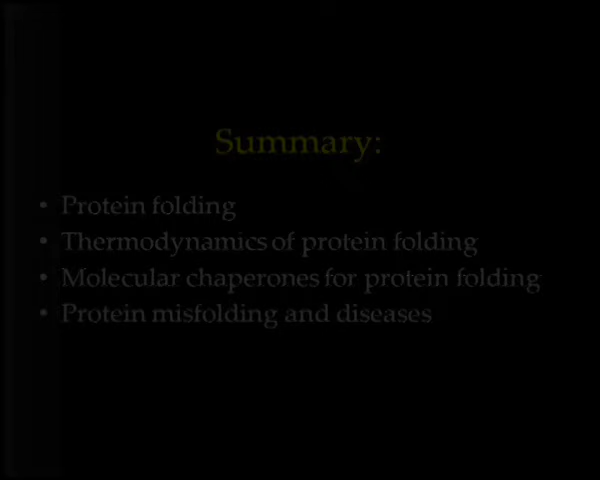 Summary:
• Protein folding
• Thermodynamics of protein folding
• Molecular chaperones for protein folding
• Protein misfolding and diseases